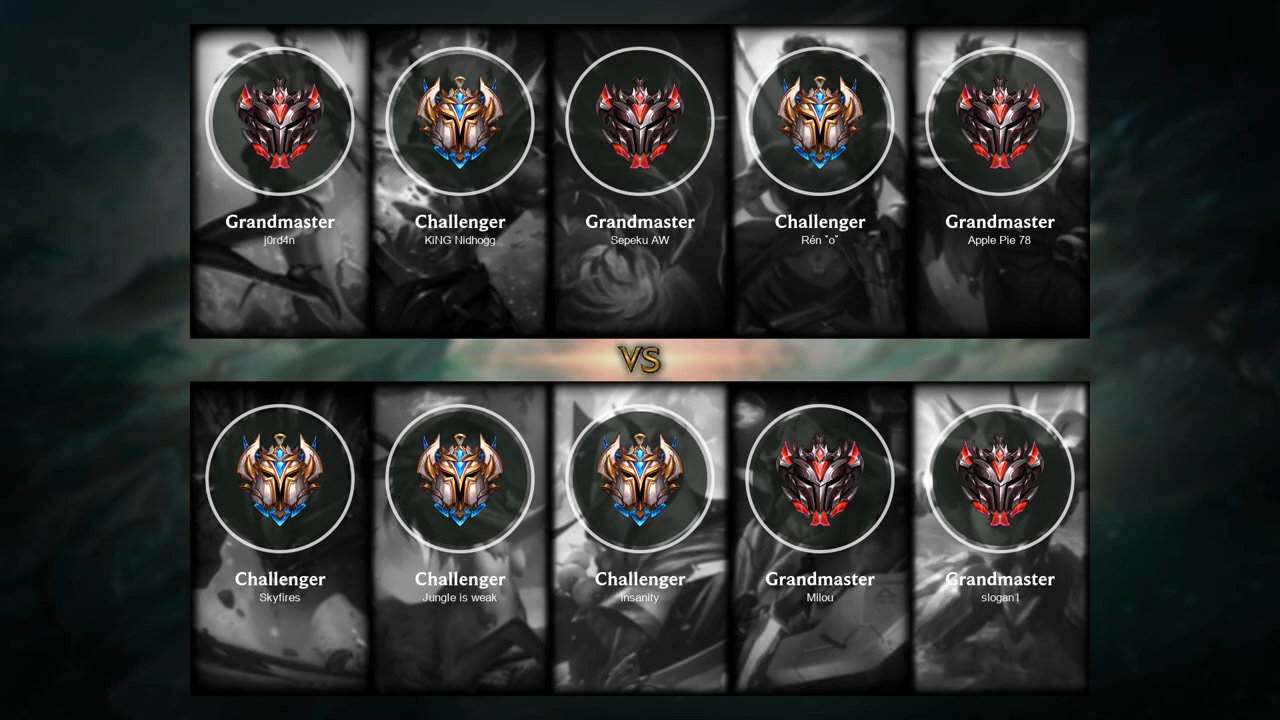 Grandmaster
j0rd4n
Challenger
KING Nidhogg
Grandmaster
Sepeku AW
Challenger
Rén ˇoˇ
Grandmaster
Apple Pie 78
VS
Challenger
Skyfires
Challenger
Jungle is weak
Challenger
Insanity
Grandmaster
Milou
Grandmaster
slogan1